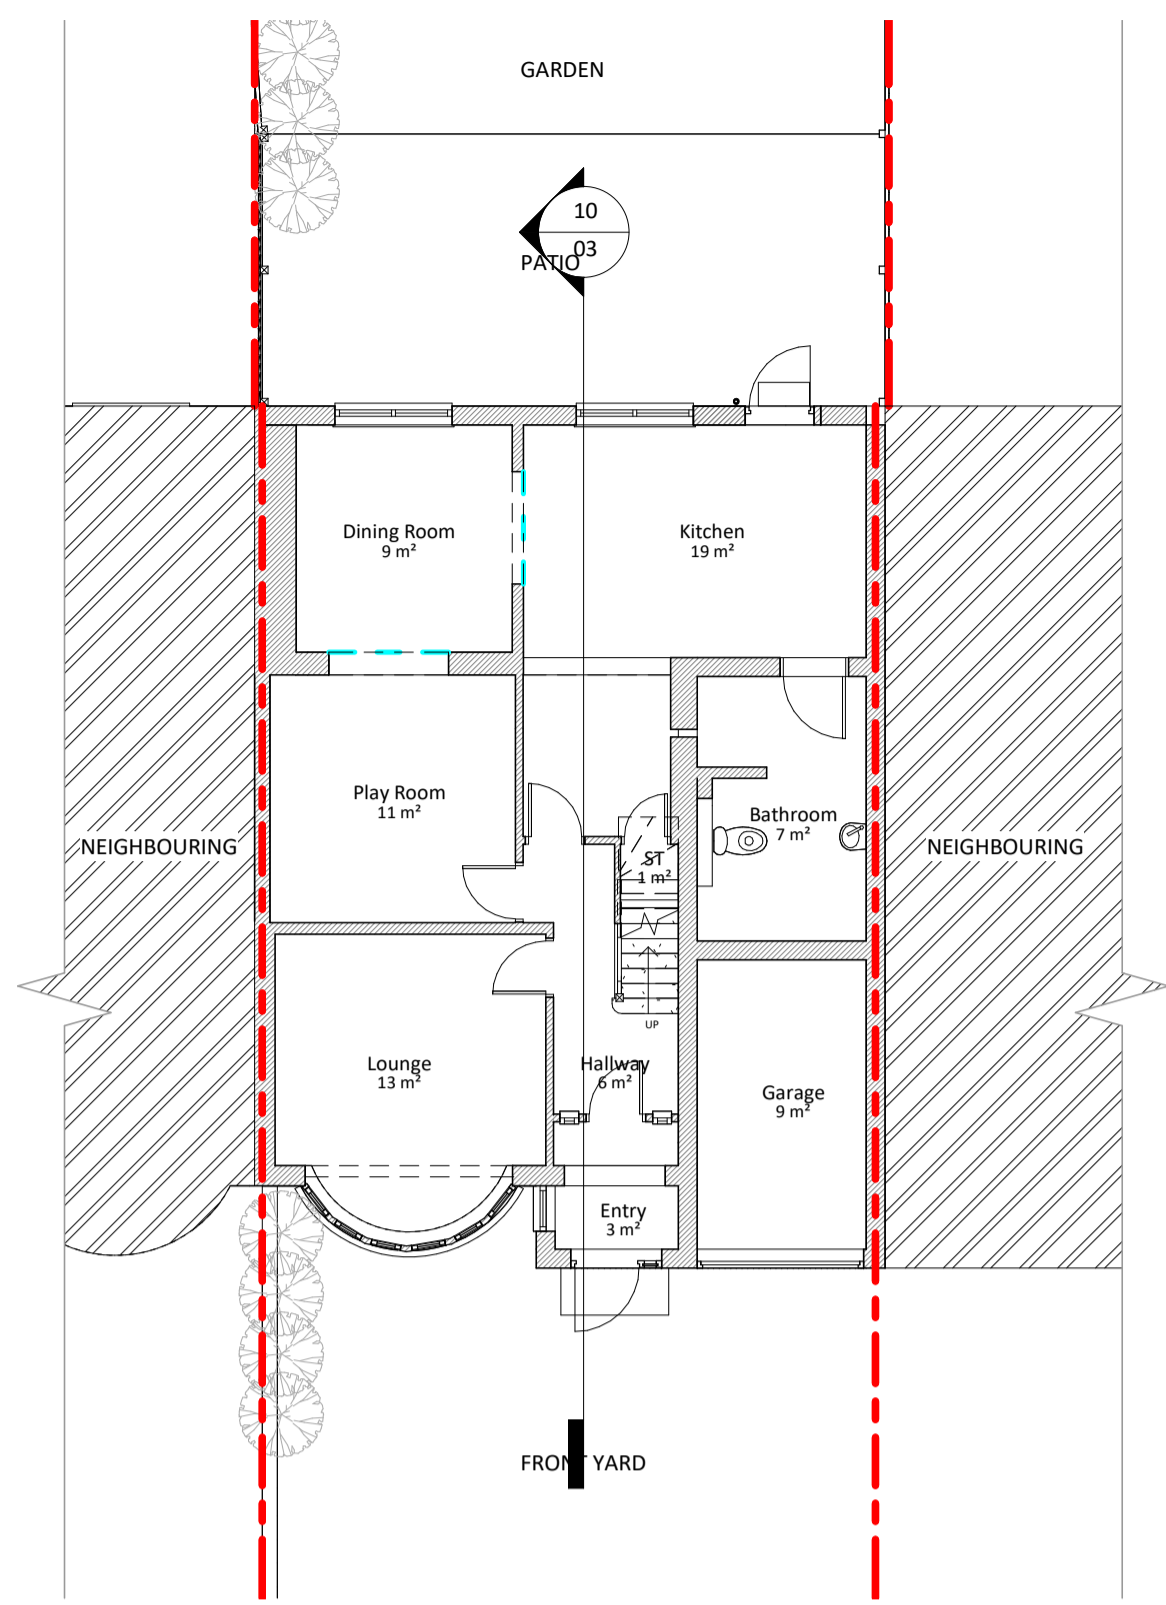 GARDEN
10
03
PATIO
Dining Room
9 m²
Kitchen
19 m²
Play Room
11 m²
Bathroom
7 m²
NEIGHBOURING
NEIGHBOURING
ST
1 m²
UP
Lounge
13 m²
Hallway
6 m²
Garage
9 m²
Entry
3 m²
FRONT YARD